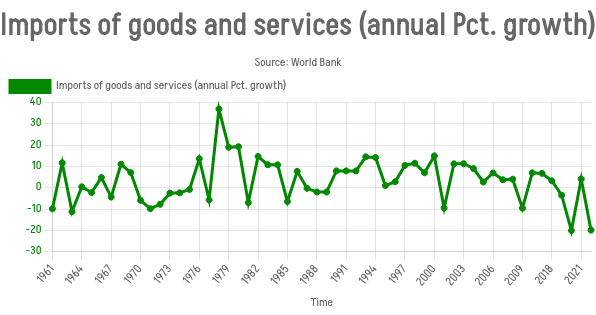 Imports of goods and services (annual Pct. growth)
Source: World Bank
Imports of goods and services (annual Pct. growth)
40
30
20
10
0
-10
-20
-30
1961 1964 1967 1970 1973 1976 1979 1982 1985 1988 1991 1994 1997 2000 2003 2006 2009 2018 2021
Time